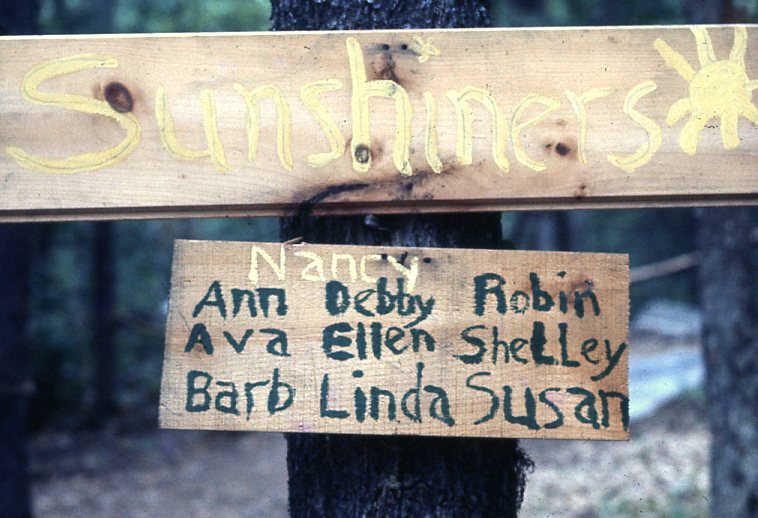 Sunshiners
Nancy
Ann Debby Robin
Ava Ellen SheLLey
Barb Linda Susan